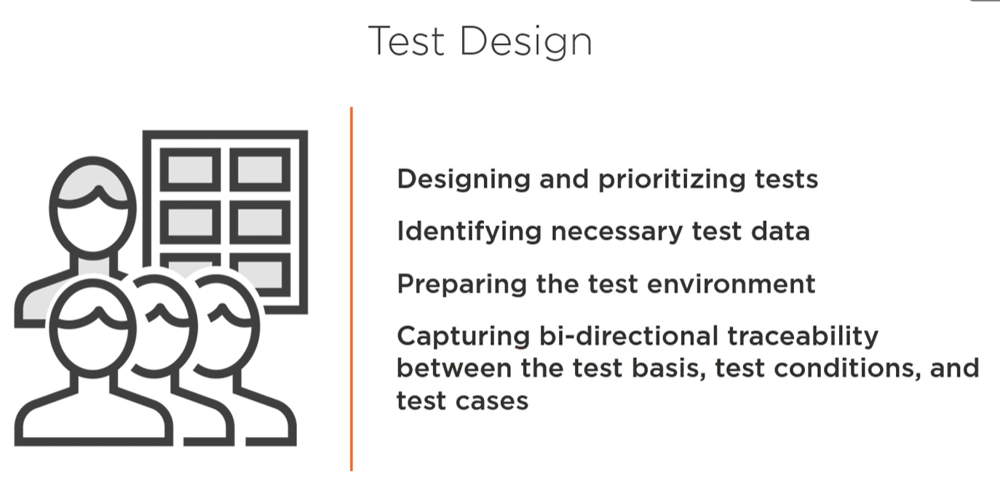 Test Design
Designing and prioritizing tests
Identifying necessary test data
Preparing the test environment
Capturing bi-directional traceability
between the test basis, test conditions, and
test cases